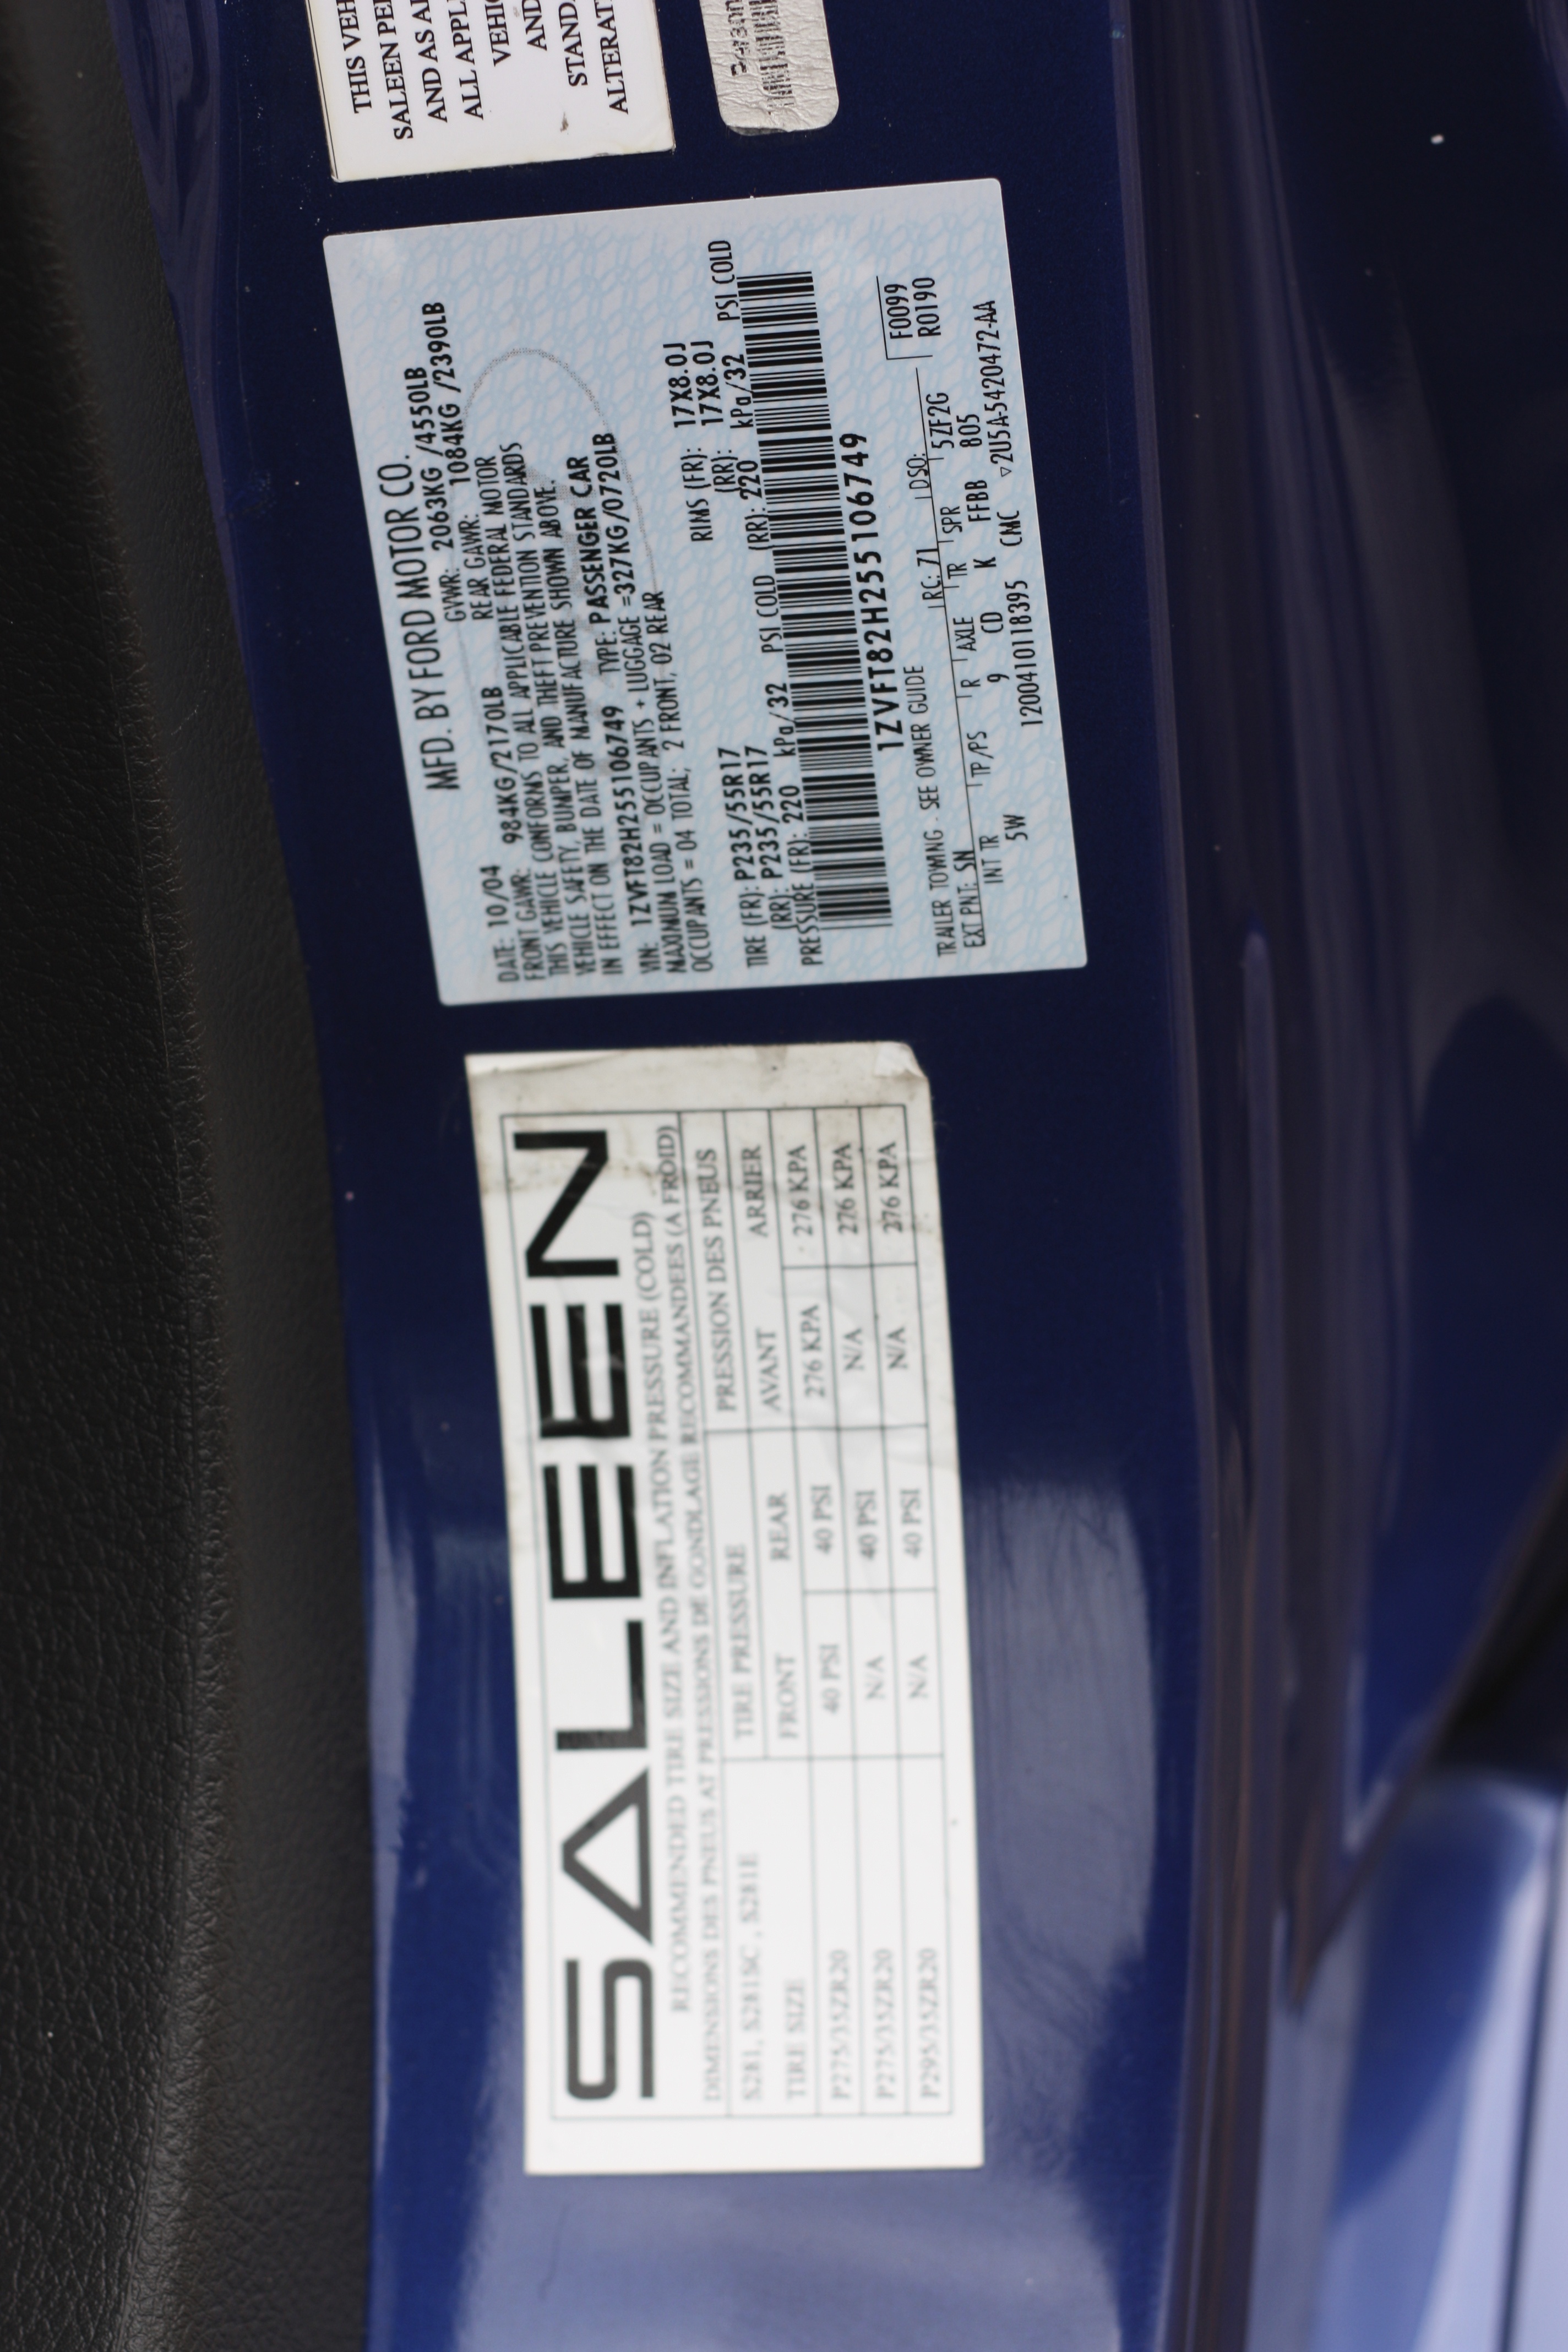 SALEEN
RECOMMENDED TIRE SIZE AND INFLATION PRESSURE (COLD)
DIMENSIONS DES PNEUS AT PRESSIONS DE GONDLAGE RECOMMANDEES (A FROID)
S281, S281SC , S281E TIRE PRESSURE PRESSION DES PNEUS
TIRE SIZE FRONT REAR AVANT ARRIER
P275/35ZR20 40 PSI 40 PSI 276 KPA 276 KPA
P275/35ZR20 N/A 40 PSI N/A 276 KPA
P295/35ZR20 N/A 40 PSI N/A 276 KPA
MFD. BY FORD MOTOR CO.
DATE: 10/04 GVWR: 2063KG /4550LB
FRONT GAWR: 984KG/2170LB REAR GAWR: 1084KG /2390LB
THIS VEHICLE CONFORMS TO ALL APPLICABLE FEDERAL MOTOR
VEHICLE SAFETY, BUMPER, AND THEFT PREVENTION STANDARDS
IN EFFECT ON THE DATE OF MANUFACTURE SHOWN ABOVE.
VIN: 1ZVFT82H255106749 TYPE: PASSENGER CAR
MAXIMUM LOAD = OCCUPANTS + LUGGAGE =327KG/0720LB
OCCUPANTS = 04 TOTAL; 2 FRONT, 02 REAR
TIRE (FR): P235/55R17 RIMS (FR): 17X8.0J
(RR): P235/55R17 (RR): 17X8.0J
PRESSURE (FR): 220 kPa/32 PSI COLD (RR): 220 kPa/32 PSI COLD
1ZVFT82H255106749
TRAILER TOWING - SEE OWNER GUIDE F0099
EXT PNT: SN RC: 71 DSO: R0190
INT TR TP/PS R AXLE TR SPR 5ZF2G
5W 9 CD K FFBB 805
120041011839­5 CMC ▽2U5A-5420472-AA
THIS VEH
SALEEN PE
AND AS A
ALL APPL
VEHIC
AND
STANDA
ALTERAT
Person